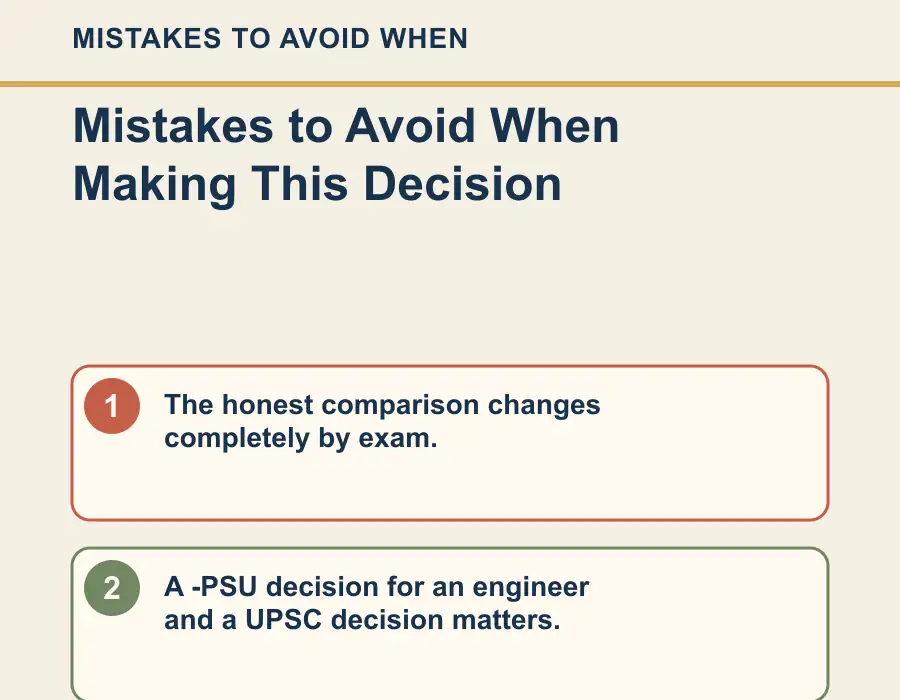 MISTAKES TO AVOID WHEN
Mistakes to Avoid When
Making This Decision
1
The honest comparison changes
completely by exam.
2
A -PSU decision for an engineer
and a UPSC decision matters.